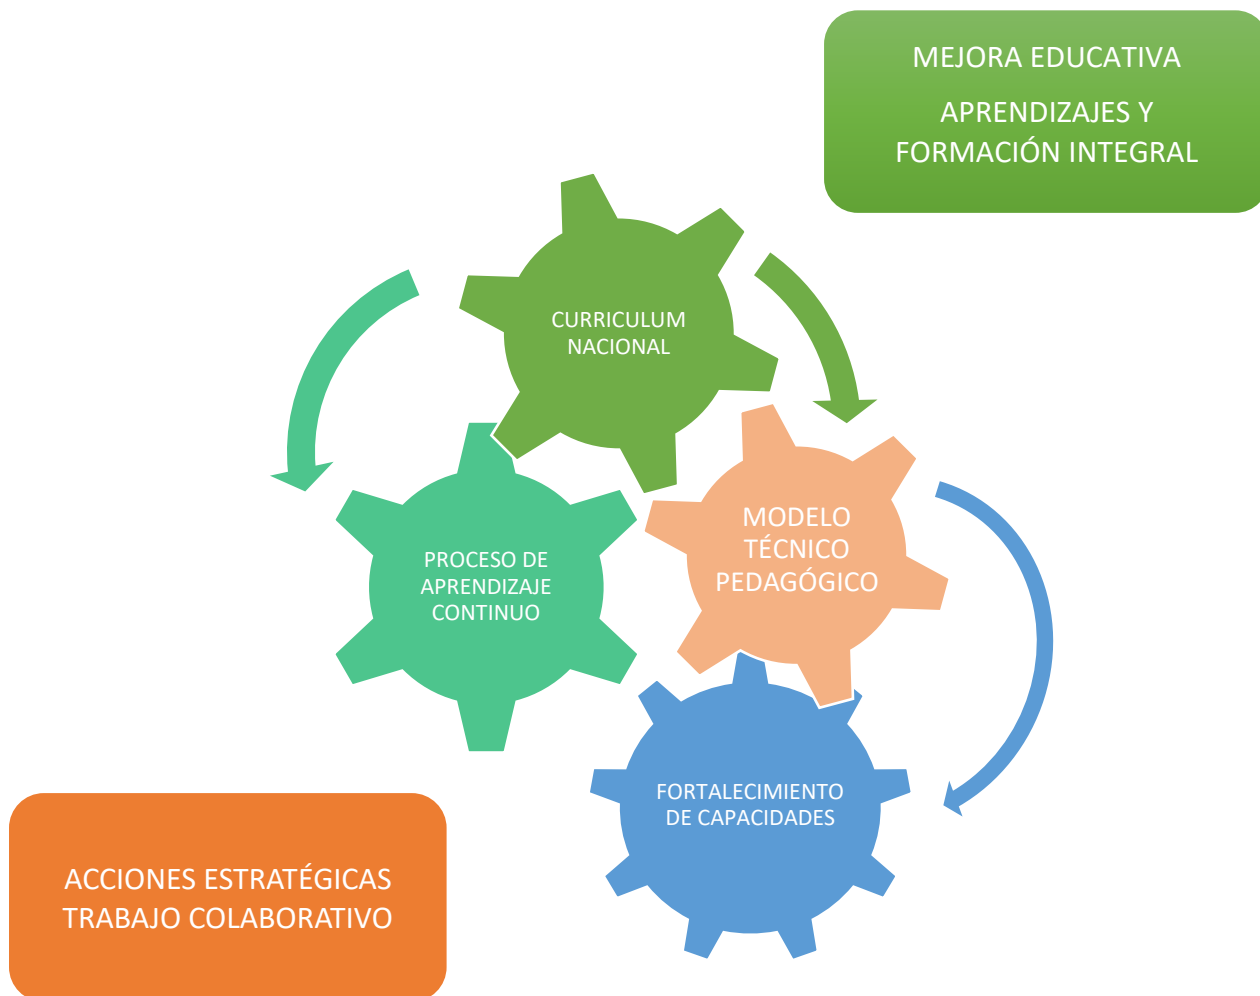 MEJORA EDUCATIVA
APRENDIZAJES Y
FORMACIÓN INTEGRAL
CURRICULUM
NACIONAL
MODELO
TÉCNICO
PEDAGÓGICO
PROCESO DE
APRENDIZAJE
CONTINUO
FORTALECIMIENTO
DE CAPACIDADES
ACCIONES ESTRATÉGICAS
TRABAJO COLABORATIVO